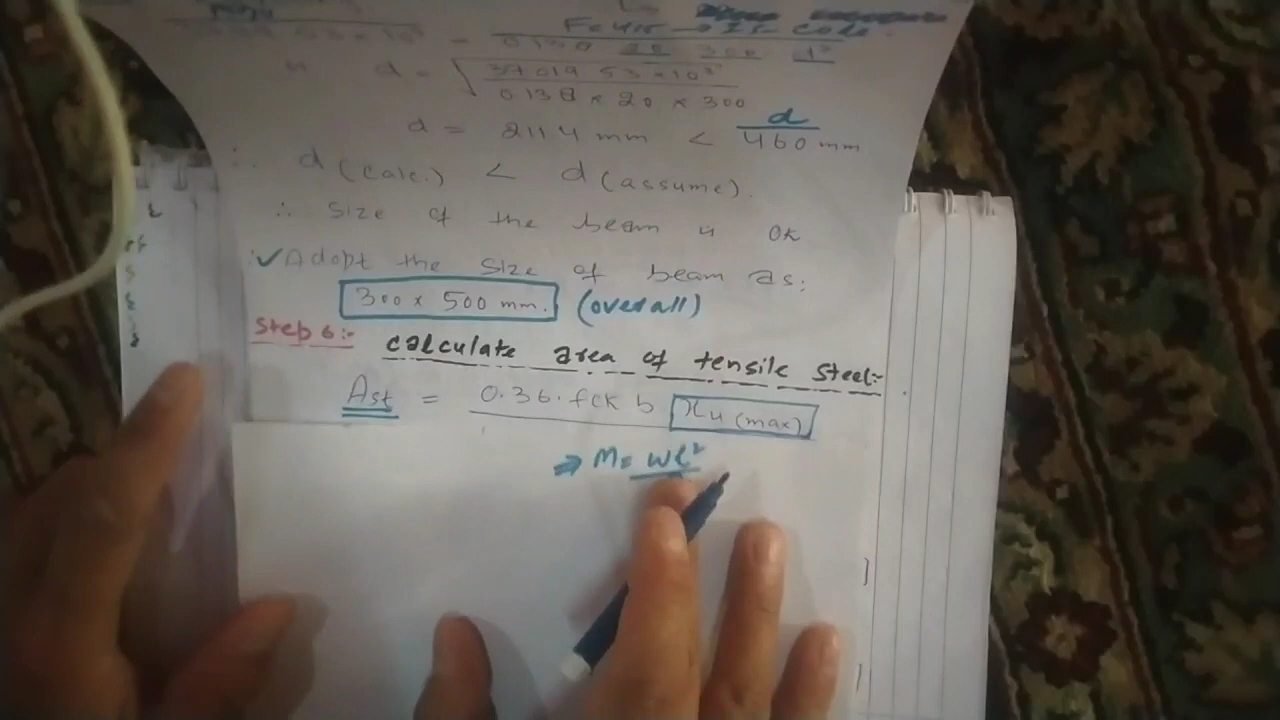 Fe415 → IS code.
0.138 20 300 d²
d = √ 37019.53 × 10³
0.138 × 20 × 300
d = 211.4 mm < d
460 mm
∴ d (calc.) < d (assume).
∴ Size of the beam is OK
∵ ✓ Adopt the size of beam as:
300 × 500 mm. (overall)
Step 6:- Calculate area of tensile steel:-
Ast = 0.36. fck b xu (max)
⇒ M = wl²